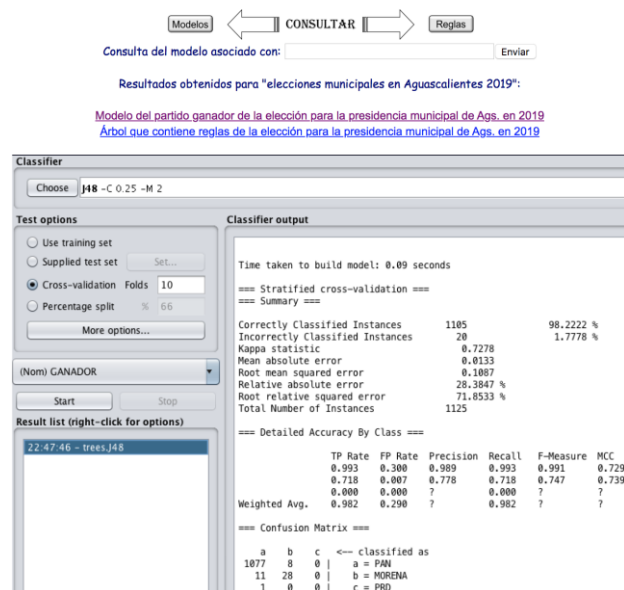 Modelos CONSULTAR Reglas
Consulta del modelo asociado con: Enviar
Resultados obtenidos para "elecciones municipales en Aguascalientes 2019":
Modelo del partido ganador de la elección para la presidencia municipal de Ags. en 2019
Árbol que contiene reglas de la elección para la presidencia municipal de Ags. en 2019
Classifier
Choose J48 -C 0.25 -M 2
Test options
Use training set
Supplied test set Set...
Cross-validation Folds 10
Percentage split % 66
More options...
(Nom) GANADOR
Start Stop
Result list (right-click for options)
22:47:46 - trees.J48
Classifier output
Time taken to build model: 0.09 seconds
=== Stratified cross-validation ===
=== Summary ===
Correctly Classified Instances 1105 98.2222 %
Incorrectly Classified Instances 20 1.7778 %
Kappa statistic 0.7278
Mean absolute error 0.0133
Root mean squared error 0.1087
Relative absolute error 28.3847 %
Root relative squared error 71.8533 %
Total Number of Instances 1125
=== Detailed Accuracy By Class ===
TP Rate FP Rate Precision Recall F-Measure MCC
0.993 0.300 0.989 0.993 0.991 0.729
0.718 0.007 0.778 0.718 0.747 0.739
0.000 0.000 ? 0.000 ? ?
Weighted Avg. 0.982 0.290 ? 0.982 ? ?
=== Confusion Matrix ===
a b c <-- classified as
1077 8 0 | a = PAN
11 28 0 | b = MORENA
1 0 0 | c = PRD